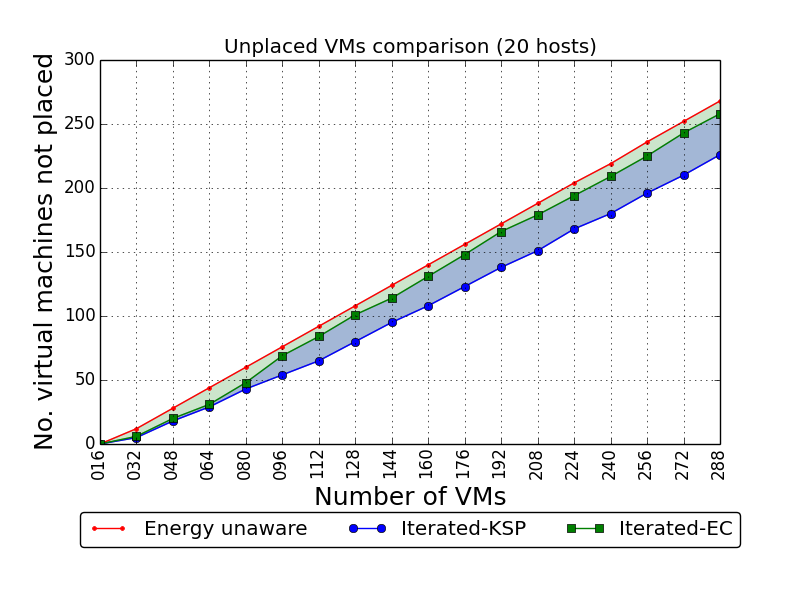 Unplaced VMs comparison (20 hosts)
No. virtual machines not placed
300
250
200
150
100
50
0
016 032 048 064 080 096 112 128 144 160 176 192 208 224 240 256 272 288
Number of VMs
Energy unaware Iterated-KSP Iterated-EC